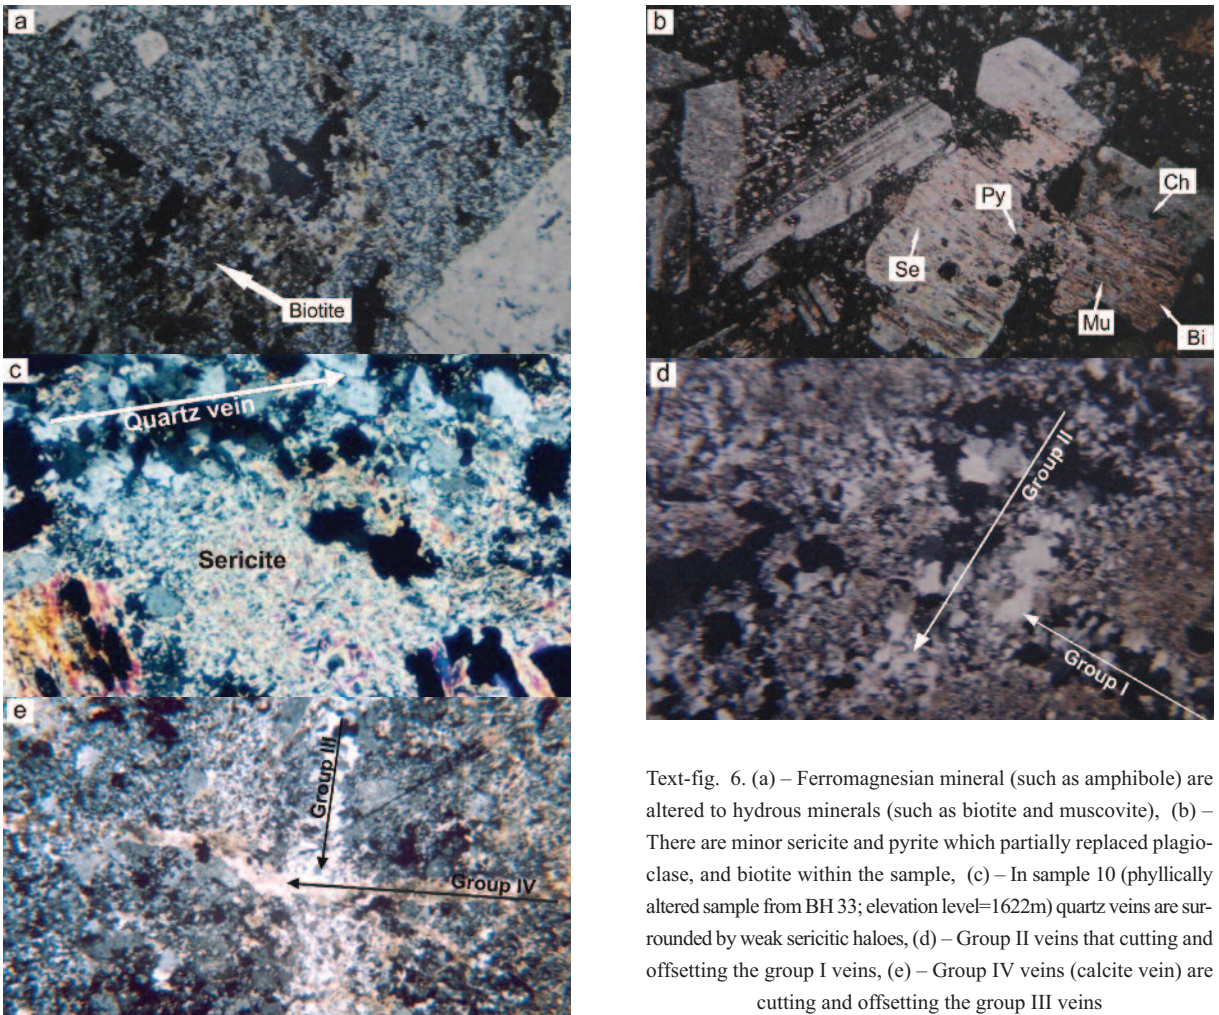 a
Biotite
b
Ch
Py
Se
Mu
Bi
c
Quartz vein
Sericite
d
Group II
Group I
e
Group III
Group IV
Text-fig. 6. (a) – Ferromagnesian mineral (such as amphibole) are
altered to hydrous minerals (such as biotite and muscovite), (b) –
There are minor sericite and pyrite which partially replaced plagio-
clase, and biotite within the sample, (c) – In sample 10 (phyllically
altered sample from BH 33; elevation level=1622m) quartz veins are sur-
rounded by weak sericitic haloes, (d) – Group II veins that cutting and
offsetting the group I veins, (e) – Group IV veins (calcite vein) are
cutting and offsetting the group III veins